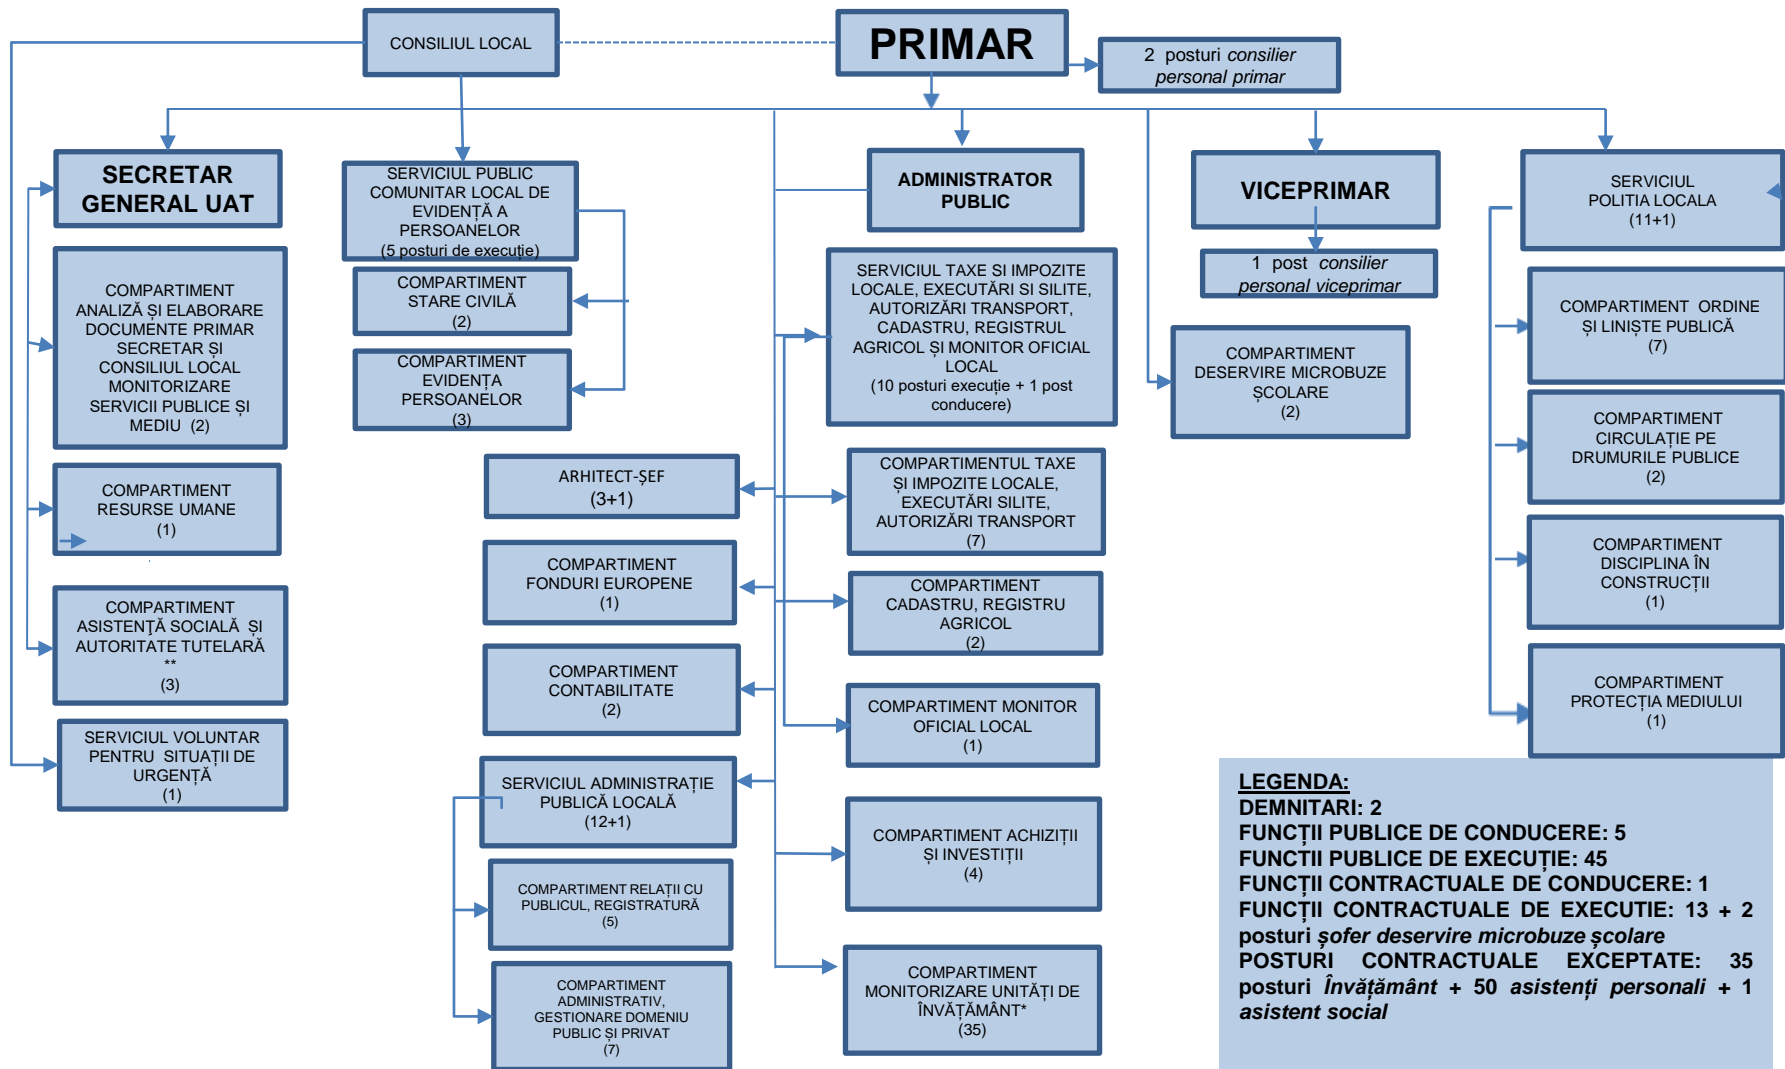 CONSILIUL LOCAL
PRIMAR
2 posturi consilier
personal primar
SECRETAR
GENERAL UAT
COMPARTIMENT
ANALIZĂ ȘI ELABORARE
DOCUMENTE PRIMAR
SECRETAR ȘI
CONSILIUL LOCAL
MONITORIZARE
SERVICII PUBLICE ȘI
MEDIU (2)
COMPARTIMENT
RESURSE UMANE
(1)
COMPARTIMENT
ASISTENŢĂ SOCIALĂ ȘI
AUTORITATE TUTELARĂ
**
(3)
SERVICIUL VOLUNTAR
PENTRU SITUAȚII DE
URGENȚĂ
(1)
SERVICIUL PUBLIC
COMUNITAR LOCAL DE
EVIDENȚĂ A
PERSOANELOR
(5 posturi de execuție)
COMPARTIMENT
STARE CIVILĂ
(2)
COMPARTIMENT
EVIDENȚA
PERSOANELOR
(3)
ARHITECT-ȘEF
(3+1)
COMPARTIMENT
FONDURI EUROPENE
(1)
COMPARTIMENT
CONTABILITATE
(2)
SERVICIUL ADMINISTRAȚIE
PUBLICĂ LOCALĂ
(12+1)
COMPARTIMENT RELAȚII CU
PUBLICUL, REGISTRATURĂ
(5)
COMPARTIMENT
ADMINISTRATIV,
GESTIONARE DOMENIU
PUBLIC ȘI PRIVAT
(7)
ADMINISTRATOR
PUBLIC
SERVICIUL TAXE SI IMPOZITE
LOCALE, EXECUTĂRI SI SILITE,
AUTORIZĂRI TRANSPORT,
CADASTRU, REGISTRUL
AGRICOL ȘI MONITOR OFICIAL
LOCAL
(10 posturi execuție + 1 post
conducere)
COMPARTIMENTUL TAXE
ȘI IMPOZITE LOCALE,
EXECUTĂRI SILITE,
AUTORIZĂRI TRANSPORT
(7)
COMPARTIMENT
CADASTRU, REGISTRU
AGRICOL
(2)
COMPARTIMENT MONITOR
OFICIAL LOCAL
(1)
COMPARTIMENT ACHIZIȚII
ȘI INVESTIȚII
(4)
COMPARTIMENT
MONITORIZARE UNITĂȚI DE
ÎNVĂȚĂMÂNT*
(35)
VICEPRIMAR
1 post consilier
personal viceprimar
COMPARTIMENT
DESERVIRE MICROBUZE
ȘCOLARE
(2)
SERVICIUL
POLITIA LOCALA
(11+1)
COMPARTIMENT ORDINE
ȘI LINIȘTE PUBLICĂ
(7)
COMPARTIMENT
CIRCULAȚIE PE
DRUMURILE PUBLICE
(2)
COMPARTIMENT
DISCIPLINA ÎN
CONSTRUCȚII
(1)
COMPARTIMENT
PROTECȚIA MEDIULUI
(1)
LEGENDA:
DEMNITARI: 2
FUNCȚII PUBLICE DE CONDUCERE: 5
FUNCTII PUBLICE DE EXECUȚIE: 45
FUNCȚII CONTRACTUALE DE CONDUCERE: 1
FUNCȚII CONTRACTUALE DE EXECUTIE: 13 + 2
posturi șofer deservire microbuze școlare
POSTURI CONTRACTUALE EXCEPTATE: 35
posturi Învățământ + 50 asistenți personali + 1
asistent social